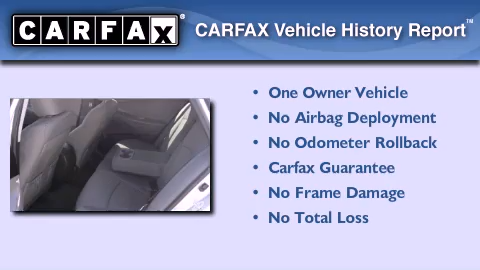 CARFAX® CARFAX Vehicle History Report™
• One Owner Vehicle
• No Airbag Deployment
• No Odometer Rollback
• Carfax Guarantee
• No Frame Damage
• No Total Loss